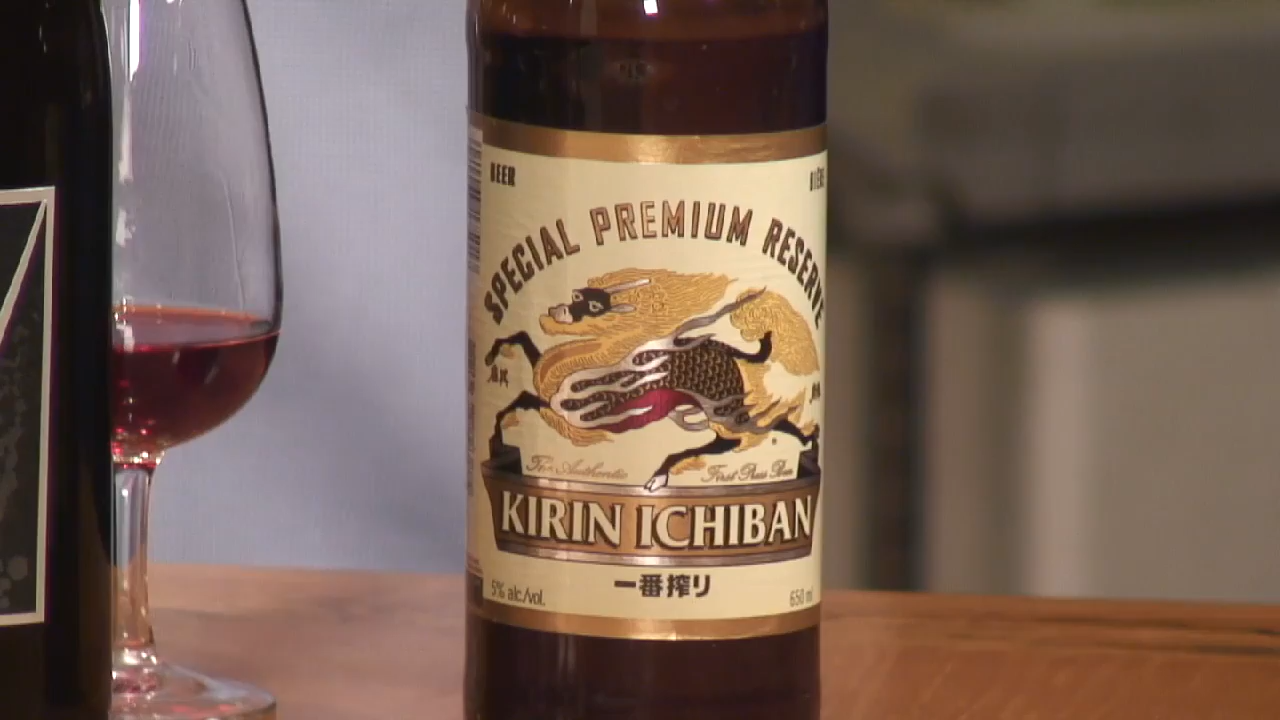 BEER
BIÈRE
SPECIAL PREMIUM RESERVE
The Authentic
First Press Beer
KIRIN ICHIBAN
一番搾り
5% alc/vol.
650 ml